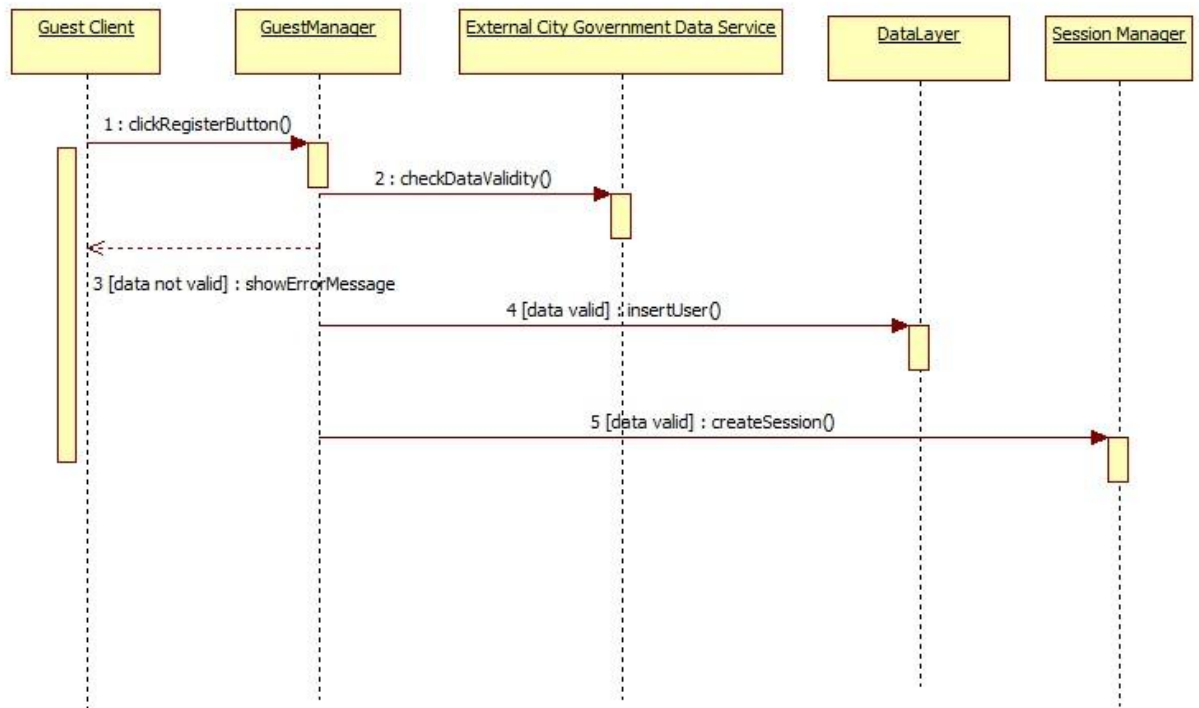 Guest Client
GuestManager
External City Government Data Service
DataLayer
Session Manager
1 : clickRegisterButton()
2 : checkDataValidity()
3 [data not valid] : showErrorMessage
4 [data valid] : insertUser()
5 [data valid] : createSession()